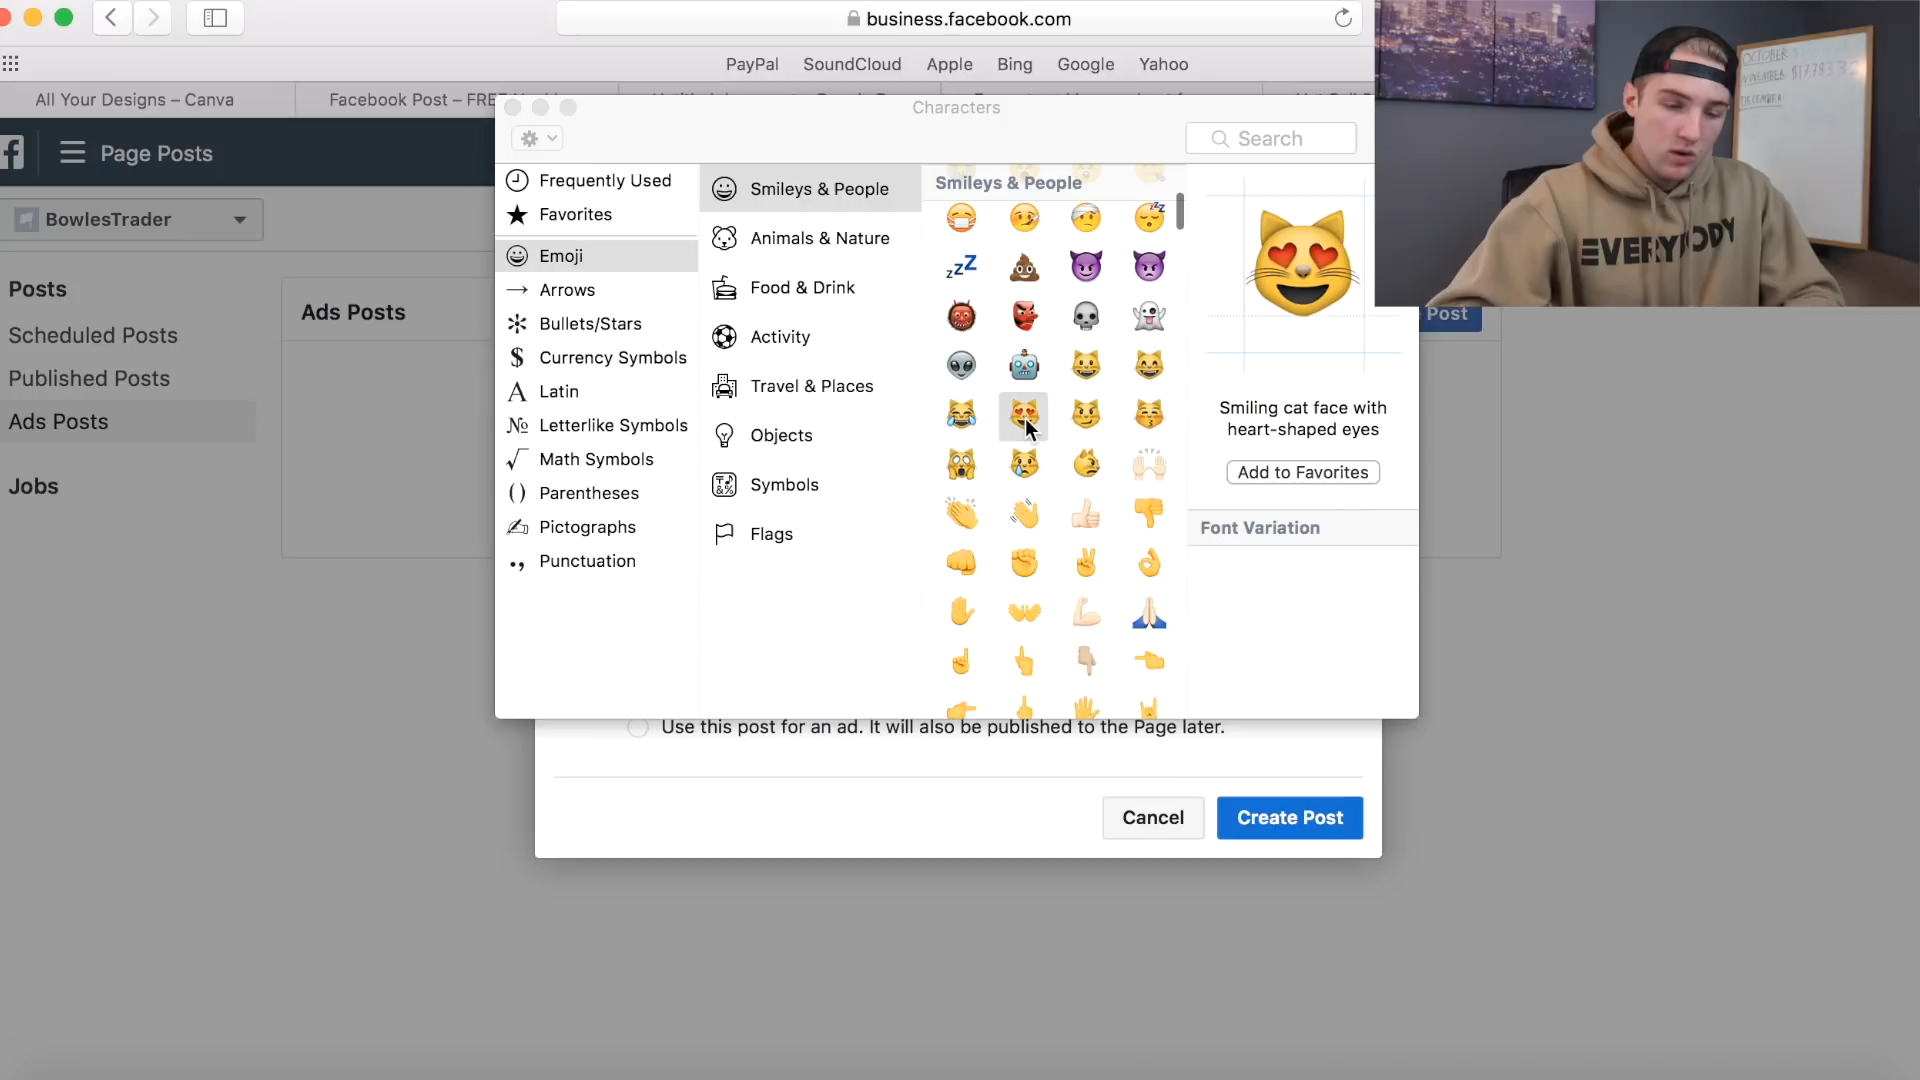 business.facebook.com
PayPal SoundCloud Apple Bing Google Yahoo
All Your Designs – Canva
Facebook Post – FRE
Characters
Page Posts
Search
BowlesTrader
Posts
Scheduled Posts
Published Posts
Ads Posts
Jobs
Ads Posts
Post
Frequently Used
Favorites
Emoji
Arrows
Bullets/Stars
Currency Symbols
Latin
Letterlike Symbols
Math Symbols
Parentheses
Pictographs
Punctuation
Smileys & People
Animals & Nature
Food & Drink
Activity
Travel & Places
Objects
Symbols
Flags
Smileys & People
Smiling cat face with
heart-shaped eyes
Add to Favorites
Font Variation
Use this post for an ad. It will also be published to the Page later.
Cancel
Create Post
EVERYBODY
OCTOBER
NOVEMBER
DECEMBER